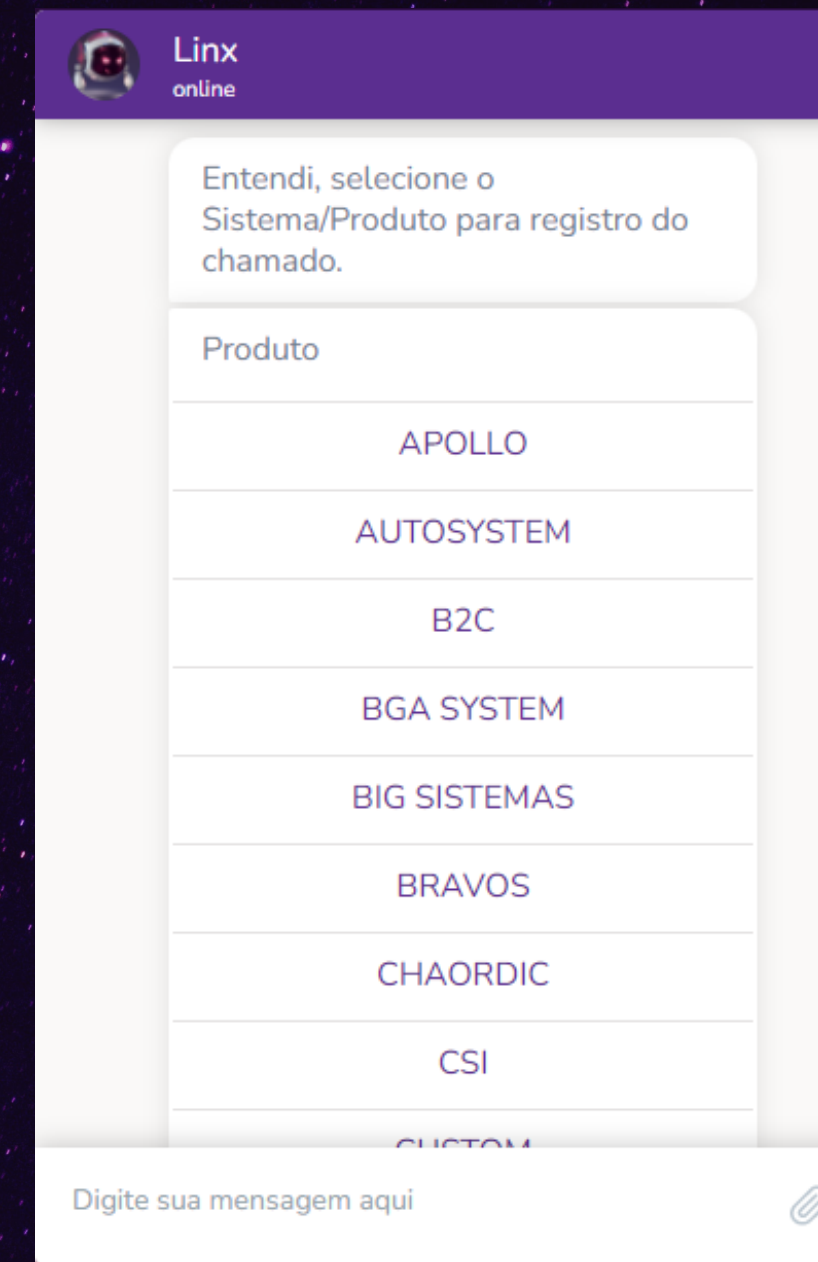 Linx
online
Entendi, selecione o
Sistema/Produto para registro do
chamado.
Produto
APOLLO
AUTOSYSTEM
B2C
BGA SYSTEM
BIG SISTEMAS
BRAVOS
CHAORDIC
CSI
CUSTOM
Digite sua mensagem aqui